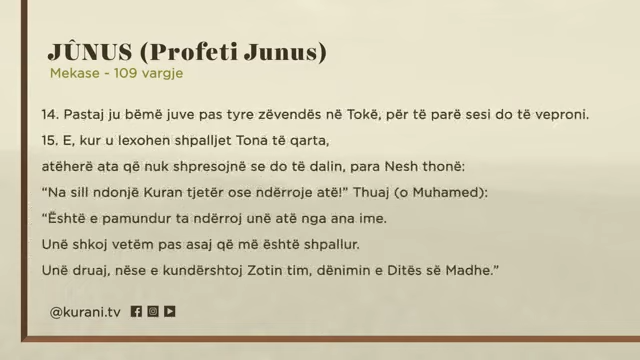 JÛNUS (Profeti Junus)
Mekase - 109 vargje
14. Pastaj ju bëmë juve pas tyre zëvendës në Tokë, për të parë sesi do të veproni.
15. E, kur u lexohen shpalljet Tona të qarta,
atëherë ata që nuk shpresojnë se do të dalin, para Nesh thonë:
“Na sill ndonjë Kuran tjetër ose ndërroje atë!” Thuaj (o Muhamed):
“Është e pamundur ta ndërroj unë atë nga ana ime.
Unë shkoj vetëm pas asaj që më është shpallur.
Unë druaj, nëse e kundërshtoj Zotin tim, dënimin e Ditës së Madhe.”
@kurani.tv